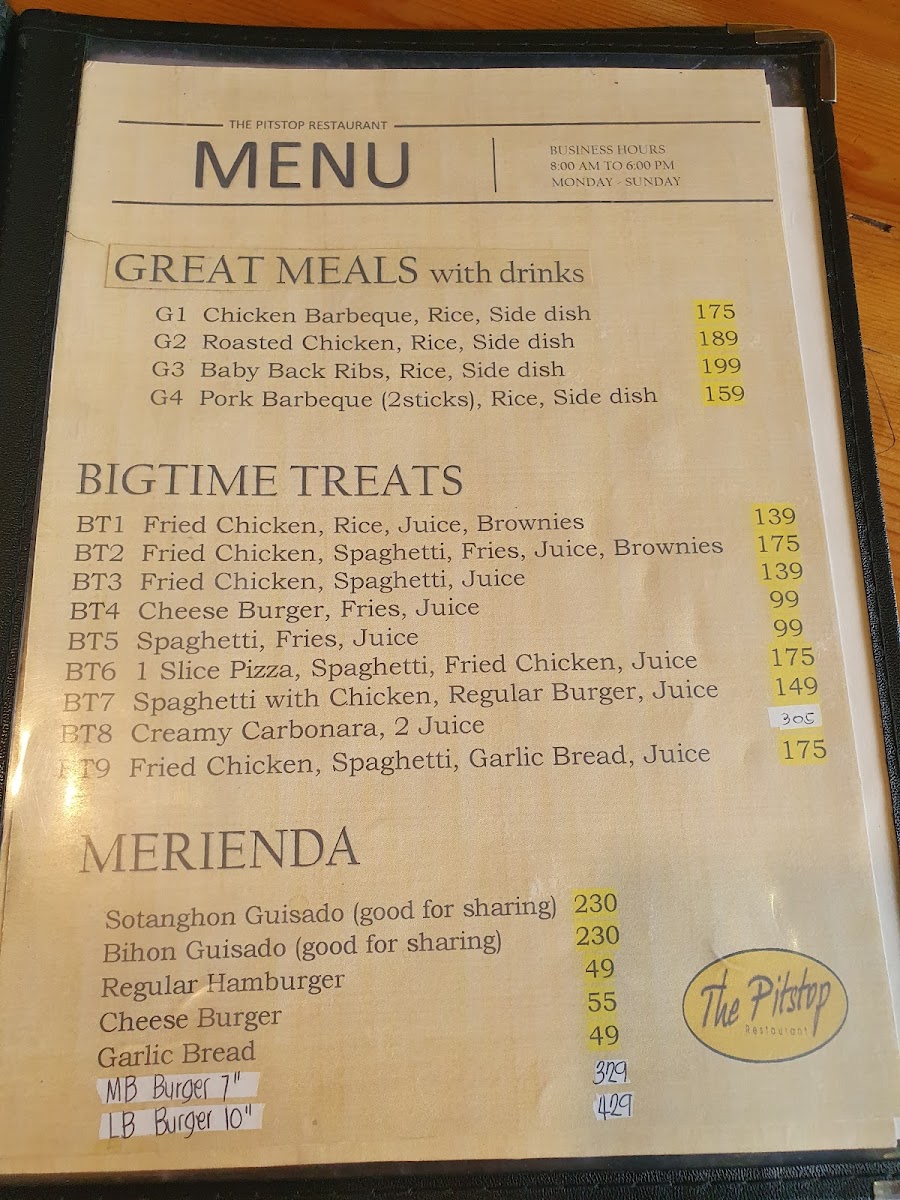 THE PITSTOP RESTAURANT
MENU
BUSINESS HOURS
8:00 AM TO 6:00 PM
MONDAY - SUNDAY
GREAT MEALS with drinks
G1 Chicken Barbeque, Rice, Side dish 175
G2 Roasted Chicken, Rice, Side dish 189
G3 Baby Back Ribs, Rice, Side dish 199
G4 Pork Barbeque (2sticks), Rice, Side dish 159
BIGTIME TREATS
BT1 Fried Chicken, Rice, Juice, Brownies 139
BT2 Fried Chicken, Spaghetti, Fries, Juice, Brownies 175
BT3 Fried Chicken, Spaghetti, Juice 139
BT4 Cheese Burger, Fries, Juice 99
BT5 Spaghetti, Fries, Juice 99
BT6 1 Slice Pizza, Spaghetti, Fried Chicken, Juice 175
BT7 Spaghetti with Chicken, Regular Burger, Juice 149
BT8 Creamy Carbonara, 2 Juice 305
BT9 Fried Chicken, Spaghetti, Garlic Bread, Juice 175
MERIENDA
Sotanghon Guisado (good for sharing) 230
Bihon Guisado (good for sharing) 230
Regular Hamburger 49
Cheese Burger 55
Garlic Bread 49
MB Burger 7" 329
LB Burger 10" 429
The Pitstop
Restaurant